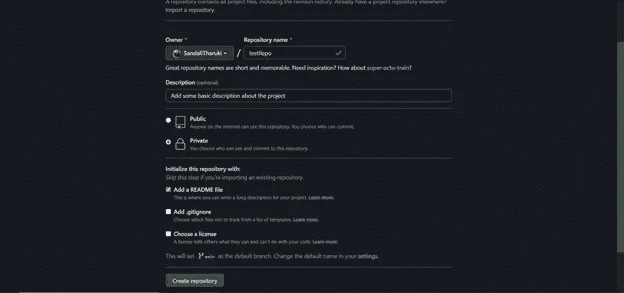 A repository contains all project files, including the revision history. Already have a project repository elsewhere?
Import a repository.
Owner *
Repository name *
SandaliTharuki
/
testRepo
Great repository names are short and memorable. Need inspiration? How about super-octo-train?
Description (optional)
Add some basic description about the project
Public
Anyone on the internet can see this repository. You choose who can commit.
Private
You choose who can see and commit to this repository.
Initialize this repository with:
Skip this step if you're importing an existing repository.
Add a README file
This is where you can write a long description for your project. Learn more.
Add .gitignore
Choose which files not to track from a list of templates. Learn more.
Choose a license
A license tells others what they can and can't do with your code. Learn more.
This will set main as the default branch. Change the default name in your settings.
Create repository